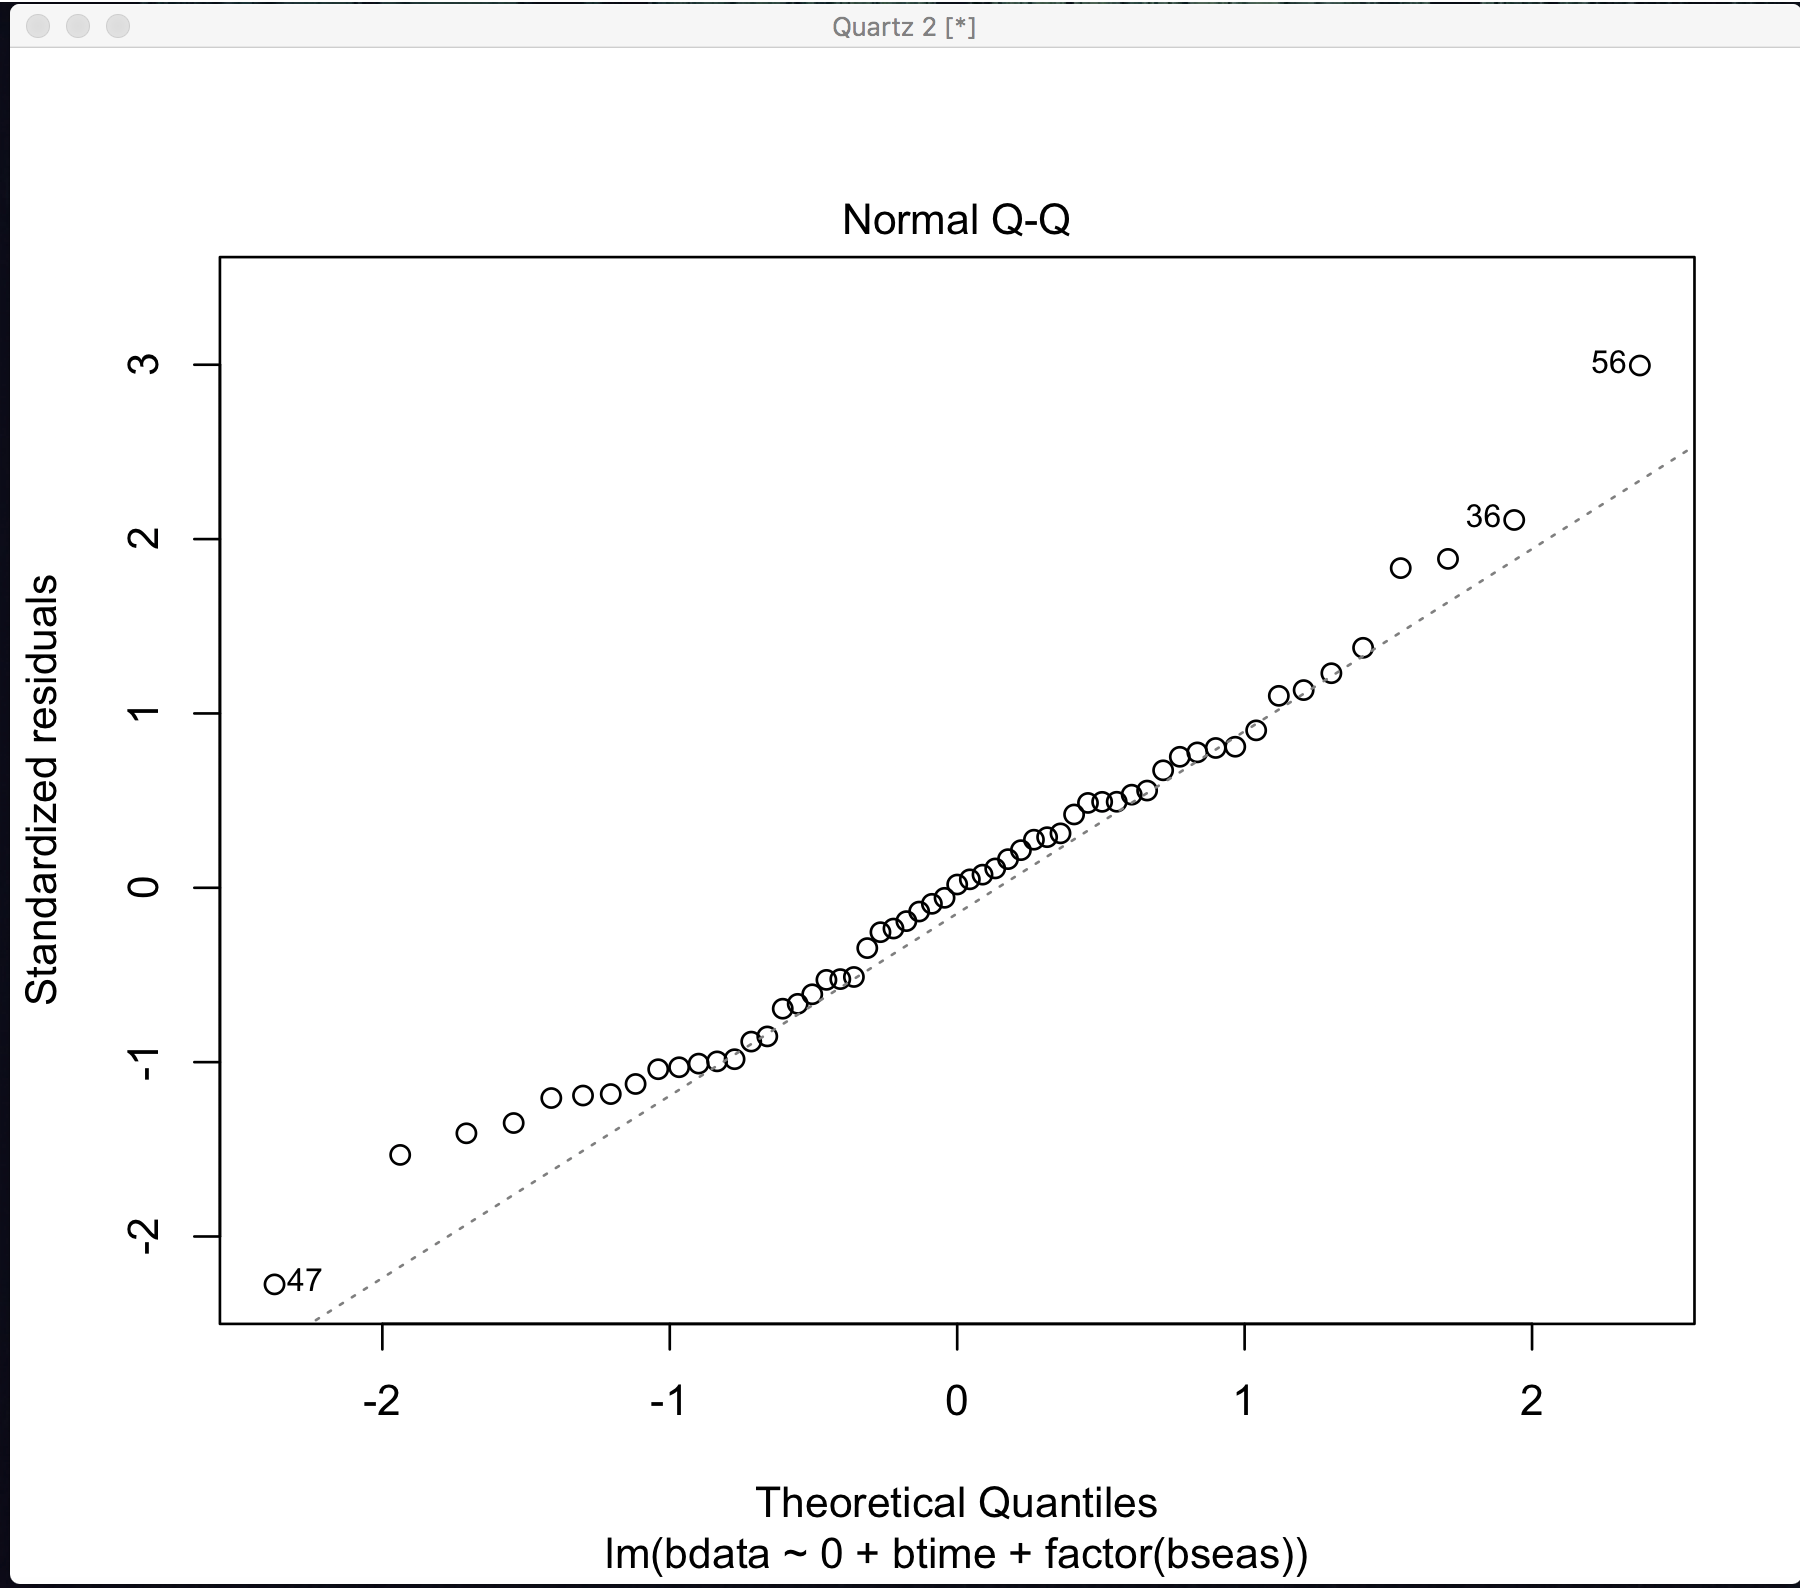 Quartz 2 [*]
Normal Q-Q
Standardized residuals
3
2
1
0
-1
-2
56
36
47
-2 -1 0 1 2
Theoretical Quantiles
lm(bdata ~ 0 + btime + factor(bseas))